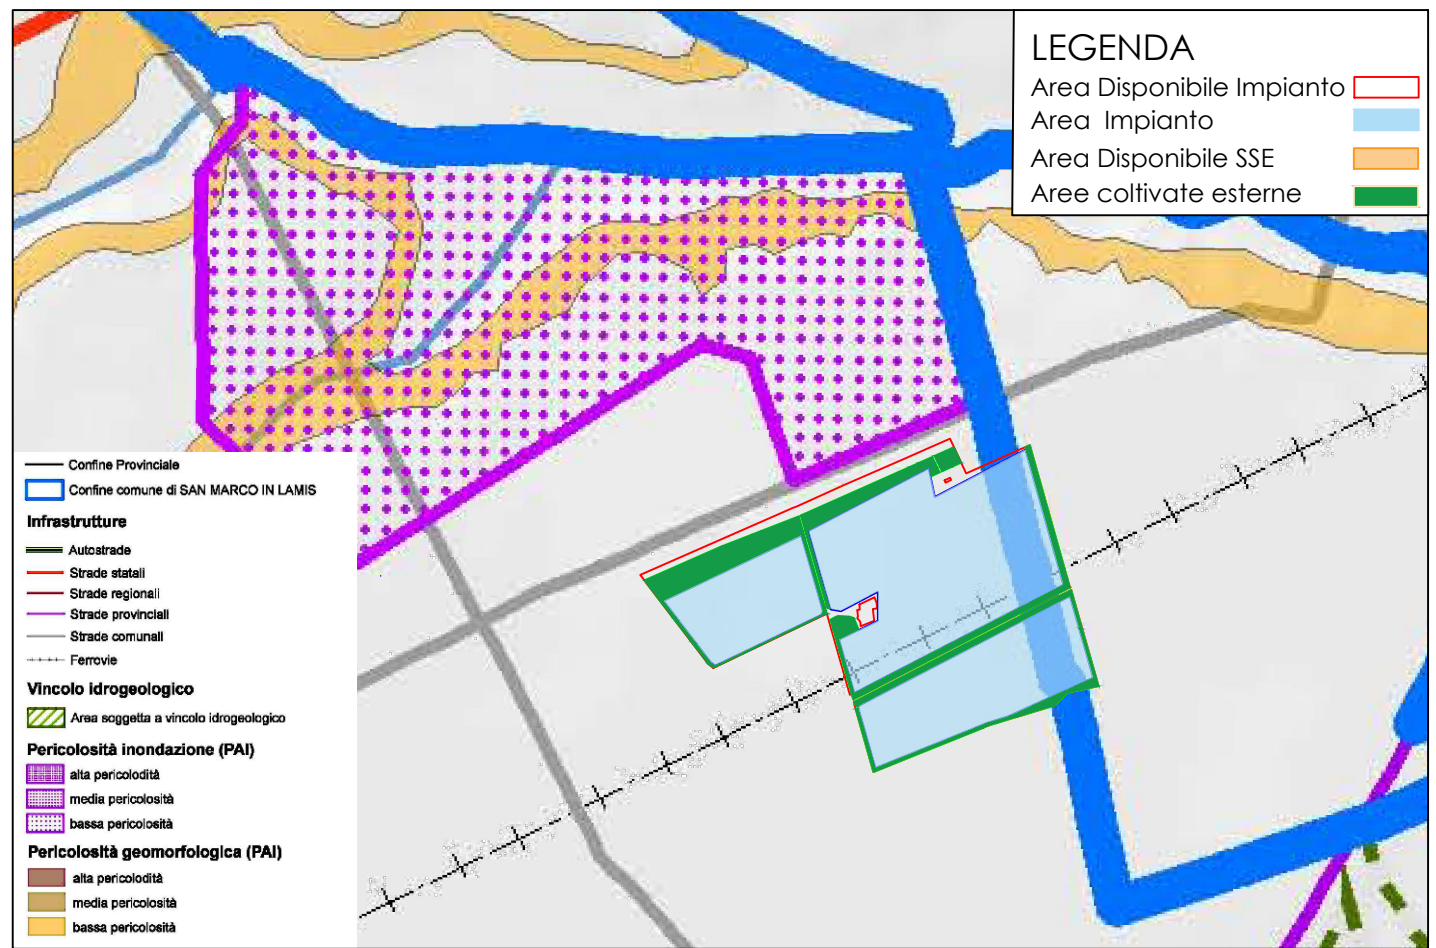 LEGENDA
Area Disponibile Impianto
Area Impianto
Area Disponibile SSE
Aree coltivate esterne
Confine Provinciale
Confine comune di SAN MARCO IN LAMIS
Infrastrutture
Autostrade
Strade statali
Strade regionali
Strade provinciali
Strade comunali
Ferrovie
Vincolo idrogeologico
Area soggetta a vincolo idrogeologico
Pericolosità inondazione (PAI)
alta pericolodità
media pericolosità
bassa pericolosità
Pericolosità geomorfologica (PAI)
alta pericolodità
media pericolosità
bassa pericolosità